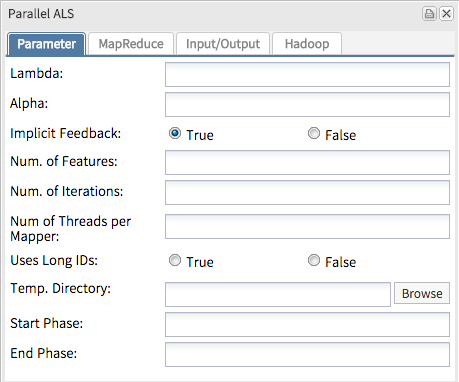 Parallel ALS
Parameter MapReduce Input/Output Hadoop
Lambda:
Alpha:
Implicit Feedback: True False
Num. of Features:
Num. of Iterations:
Num of Threads per
Mapper:
Uses Long IDs: True False
Temp. Directory: Browse
Start Phase:
End Phase: